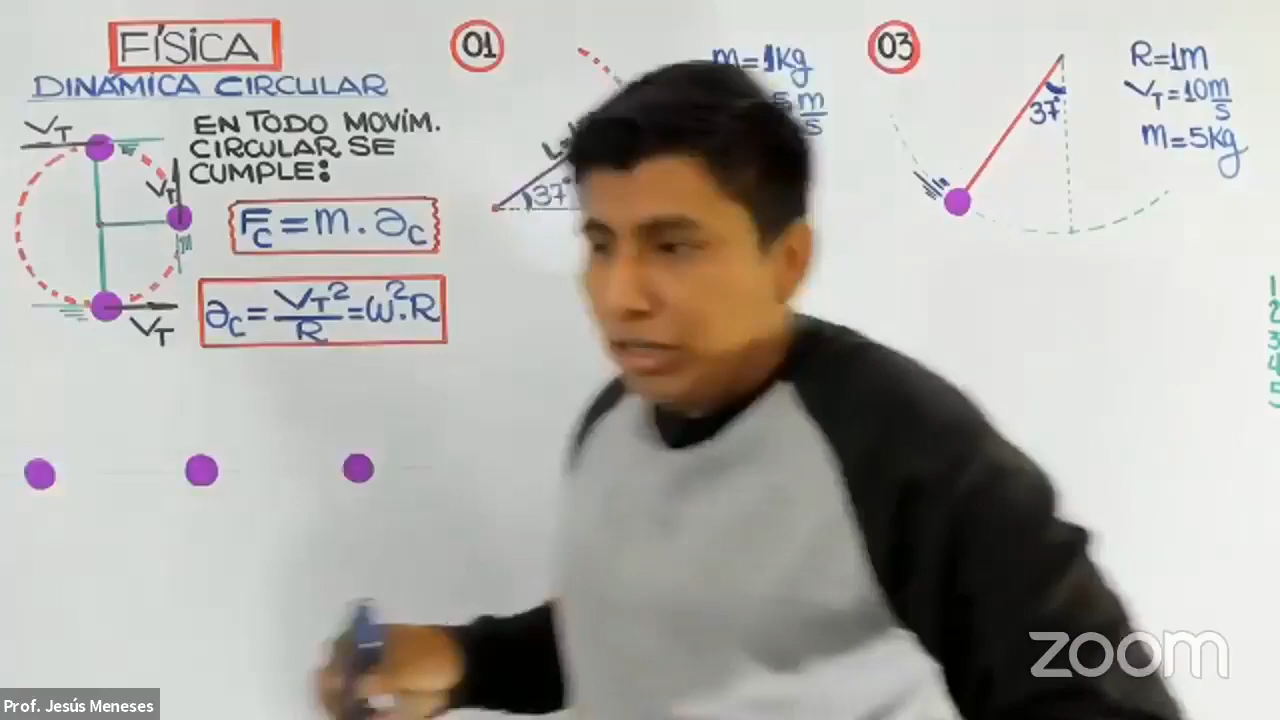 FÍSICA
DINÁMICA CIRCULAR
VT
EN TODO MOVIM.
CIRCULAR SE
CUMPLE:
VT
Fc = m . ac
ac = VT² / R = ω².R
VT
01
m=1Kg
m/s
L
37°
03
R=1m
VT=10m/s
m=5Kg
37°
zoom
Prof. Jesús Meneses